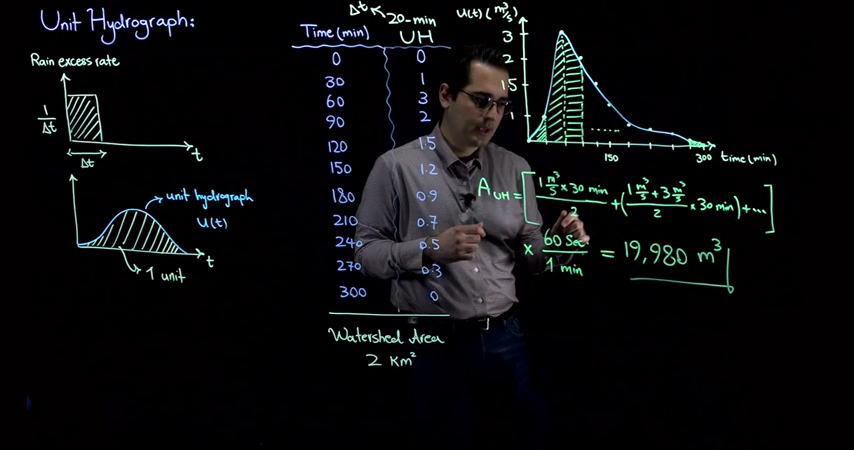 Unit Hydrograph:
Rain excess rate
1
Δt
Δt
t
unit hydrograph
U(t)
1 unit
t
Δt
20-min
Time (min) UH
0 0
30 1
60 3
90 2
120 1.5
150 1.2
180 0.9
210 0.7
240 0.5
270 0.3
300 0
Watershed Area
2 Km²
U(t) (m³/s)
3
2
1.5
1
......
150
300
time (min)
A UH = [ 1 m³/s × 30 min / 2 + ( 1 m³/s + 3 m³/s / 2 × 30 min ) + ... ]
× 60 Sec / 1 min = 19,980 m³